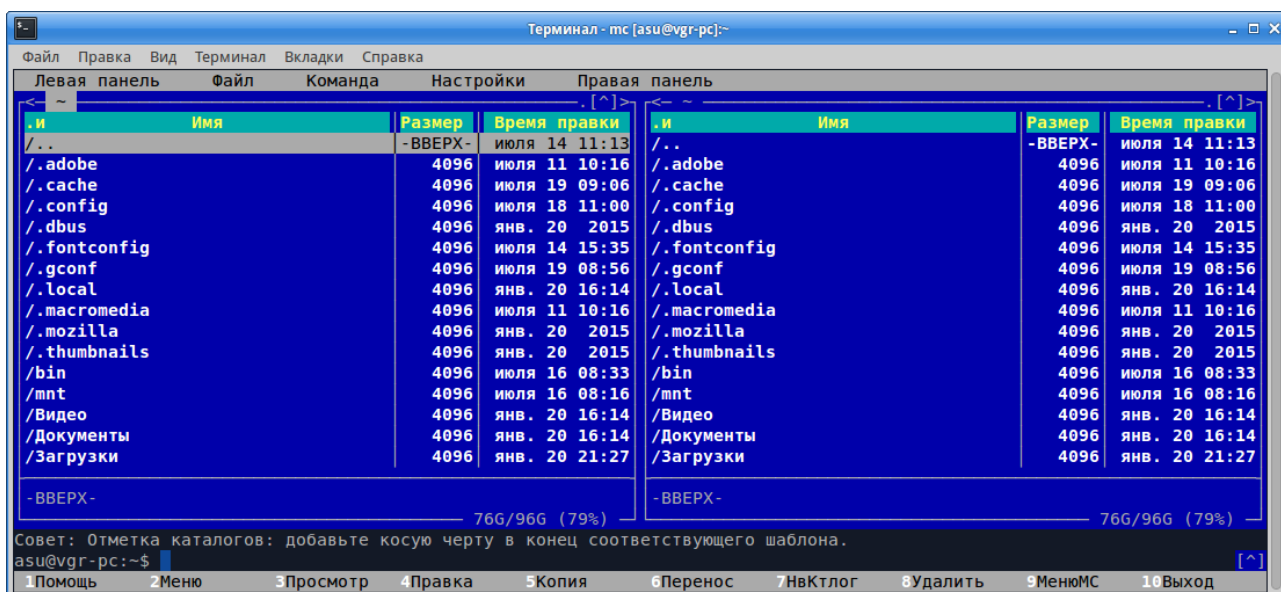 Терминал - mc [asu@vgr-pc]:~
Файл Правка Вид Терминал Вкладки Справка
Левая панель Файл Команда Настройки Правая панель
<— ~ .[^]> <— ~ .[^]>
.и Имя Размер Время правки .и Имя Размер Время правки
/.. -ВВЕРХ- июля 14 11:13 /.. -ВВЕРХ- июля 14 11:13
/.adobe 4096 июля 11 10:16 /.adobe 4096 июля 11 10:16
/.cache 4096 июля 19 09:06 /.cache 4096 июля 19 09:06
/.config 4096 июля 18 11:00 /.config 4096 июля 18 11:00
/.dbus 4096 янв. 20 2015 /.dbus 4096 янв. 20 2015
/.fontconfig 4096 июля 14 15:35 /.fontconfig 4096 июля 14 15:35
/.gconf 4096 июля 19 08:56 /.gconf 4096 июля 19 08:56
/.local 4096 янв. 20 16:14 /.local 4096 янв. 20 16:14
/.macromedia 4096 июля 11 10:16 /.macromedia 4096 июля 11 10:16
/.mozilla 4096 янв. 20 2015 /.mozilla 4096 янв. 20 2015
/.thumbnails 4096 янв. 20 2015 /.thumbnails 4096 янв. 20 2015
/bin 4096 июля 16 08:33 /bin 4096 июля 16 08:33
/mnt 4096 июля 16 08:16 /mnt 4096 июля 16 08:16
/Видео 4096 янв. 20 16:14 /Видео 4096 янв. 20 16:14
/Документы 4096 янв. 20 16:14 /Документы 4096 янв. 20 16:14
/Загрузки 4096 янв. 20 21:27 /Загрузки 4096 янв. 20 21:27
-ВВЕРХ- -ВВЕРХ-
76G/96G (79%) 76G/96G (79%)
Совет: Отметка каталогов: добавьте косую черту в конец соответствующего шаблона.
asu@vgr-pc:~$ [^]
1Помощь 2Меню 3Просмотр 4Правка 5Копия 6Перенос 7НвКтлог 8Удалить 9МенюМС 10Выход